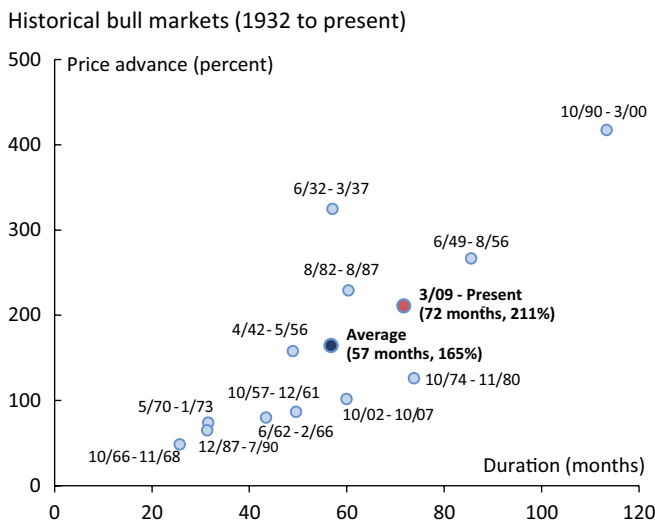 Historical bull markets (1932 to present)
500
Price advance (percent)
10/90 - 3/00
400
6/32 - 3/37
300
6/49 - 8/56
8/82 - 8/87
3/09 - Present
(72 months, 211%)
200
4/42 - 5/56
Average
(57 months, 165%)
10/74 - 11/80
10/57 - 12/61
100
5/70 - 1/73
10/02 - 10/07
6/62 - 2/66
12/87 - 7/90
10/66 - 11/68
Duration (months)
0
0 20 40 60 80 100 120